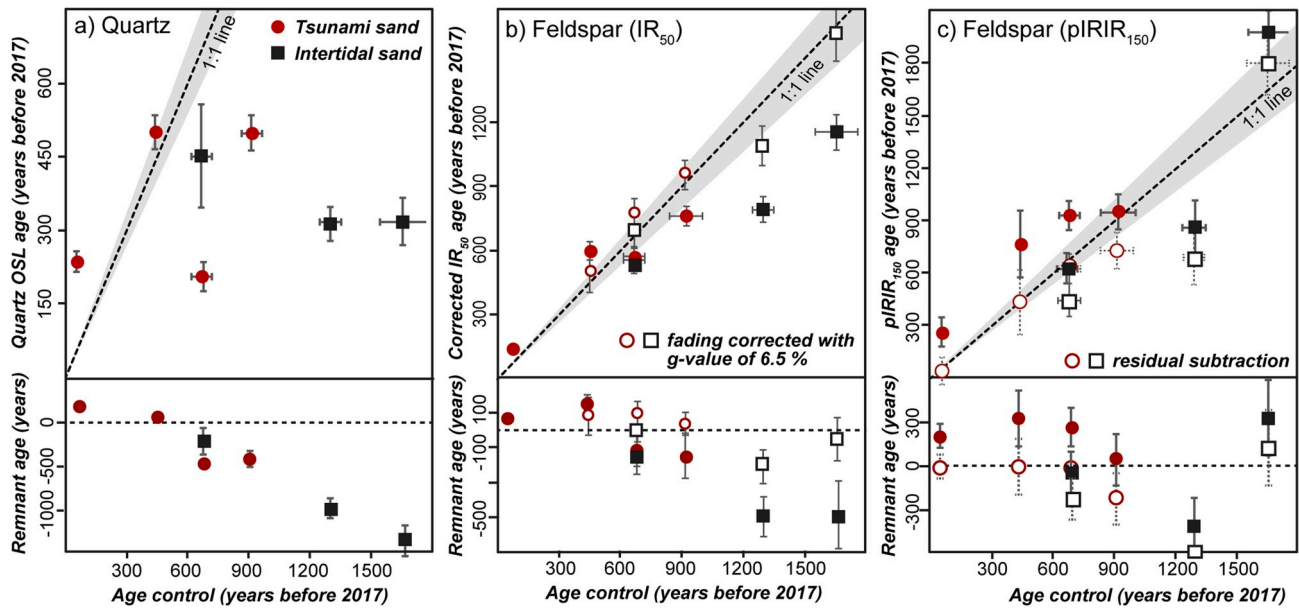 a) Quartz
Tsunami sand
Intertidal sand
1:1 line
Quartz OSL age (years before 2017)
600
450
300
150
Remnant age (years)
0
-500
-1000
300 600 900 1200 1500
Age control (years before 2017)
b) Feldspar (IR50)
1:1 line
Corrected IR50 age (years before 2017)
1200
900
600
300
fading corrected with
g-value of 6.5 %
Remnant age (years)
100
-100
-500
300 600 900 1200 1500
Age control (years before 2017)
c) Feldspar (pIRIR150)
1:1 line
pIRIR150 age (years before 2017)
1800
1500
1200
900
600
300
residual subtraction
Remnant age (years)
300
0
-300
300 600 900 1200 1500
Age control (years before 2017)